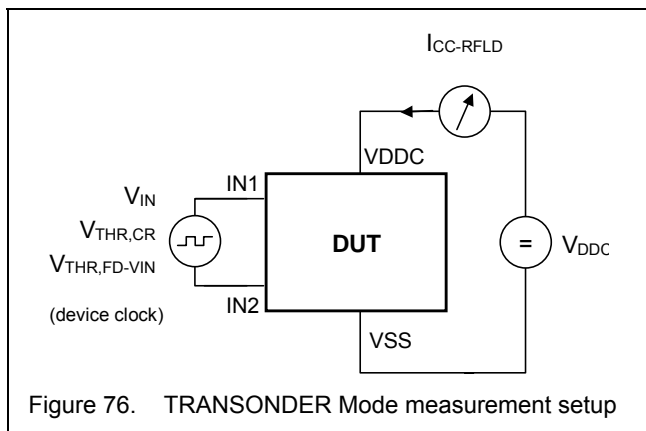 ICC-RFLD
VDDC
IN1
VIN
VTHR,CR
VTHR,FD-VIN
(device clock)
IN2
DUT
=
VDDC
VSS
Figure 76. TRANSONDER Mode measurement setup